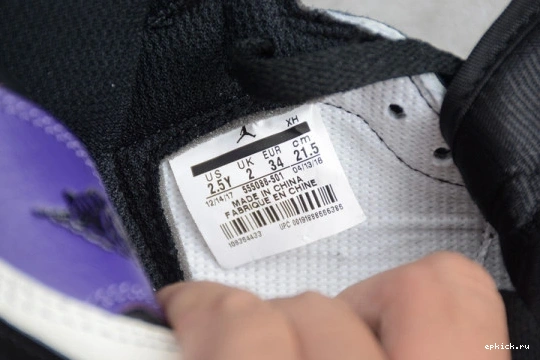 XH
US UK EUR cm
2.5Y 2 34 21.5
12/14/17 555088-501 04/13/18
MADE IN CHINA
FABRIQUE EN CHINE
UPC 00191888586285
epkick.ru